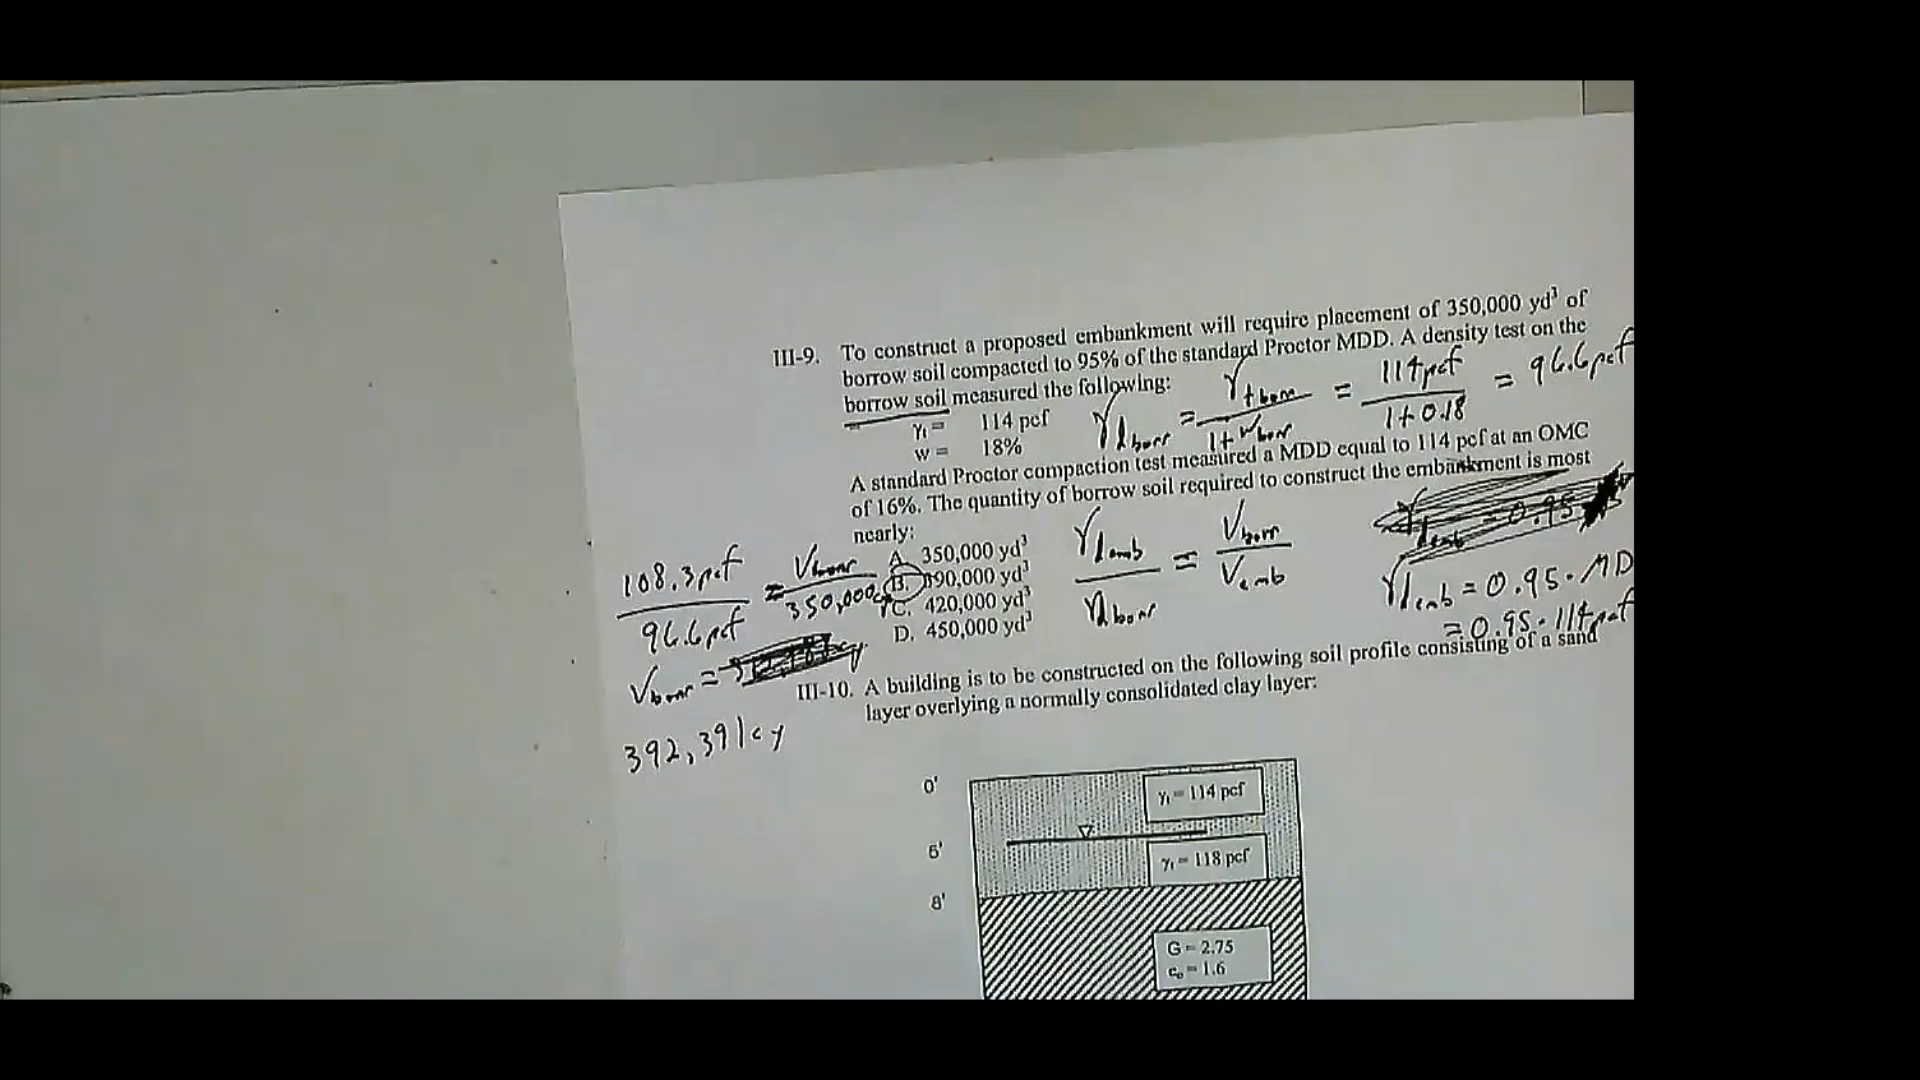 III-9. To construct a proposed embankment will require placement of 350,000 yd³ of
borrow soil compacted to 95% of the standard Proctor MDD. A density test on the
borrow soil measured the following:
γt = 114 pcf
w = 18%
γd borr = γt borr / 1 + w borr = 114 pcf / 1 + 0.18 = 96.6 pcf
A standard Proctor compaction test measured a MDD equal to 114 pcf at an OMC
of 16%. The quantity of borrow soil required to construct the embankment is most
nearly:
A. 350,000 yd³
B. 390,000 yd³
C. 420,000 yd³
D. 450,000 yd³
γd emb / γd borr = V borr / V emb
γd emb = 0.95 · MD
= 0.95 · 114 pcf
108.3 pcf / 96.6 pcf = V borr / 350,000 cy
V borr =
392,391 cy
III-10. A building is to be constructed on the following soil profile consisting of a sand
layer overlying a normally consolidated clay layer:
0'
γt = 114 pcf
6'
γt = 118 pcf
8'
G = 2.75
e₀ = 1.6